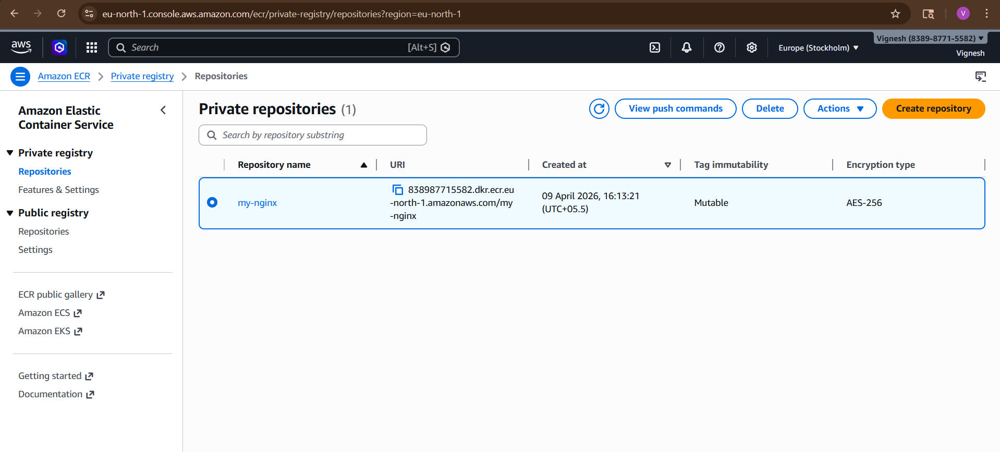 eu-north-1.console.aws.amazon.com/ecr/private-registry/repositories?region=eu-north-1
V
aws
Search
[Alt+S]
Europe (Stockholm)
Vignesh (8389-8771-5582)
Vignesh
Amazon ECR
Private registry
Repositories
Amazon Elastic
Container Service
Private registry
Repositories
Features & Settings
Public registry
Repositories
Settings
ECR public gallery
Amazon ECS
Amazon EKS
Getting started
Documentation
Private repositories (1)
View push commands
Delete
Actions
Create repository
Search by repository substring
Repository name
URI
Created at
Tag immutability
Encryption type
my-nginx
838987715582.dkr.ecr.eu
-north-1.amazonaws.com/my
-nginx
09 April 2026, 16:13:21
(UTC+05.5)
Mutable
AES-256